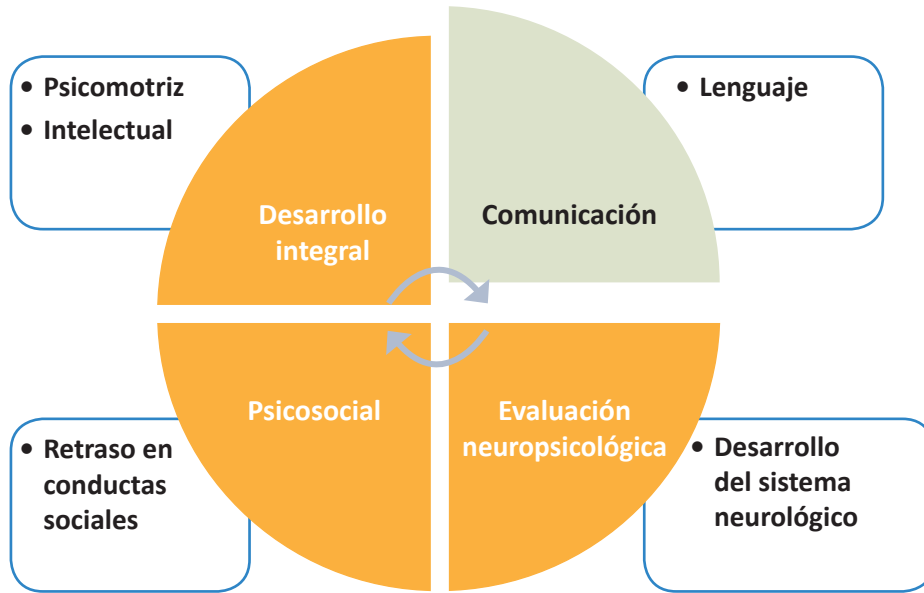 • Psicomotriz
• Intelectual
Desarrollo
integral
Comunicación
• Lenguaje
Psicosocial
• Retraso en
conductas
sociales
Evaluación
neuropsicológica
• Desarrollo
del sistema
neurológico